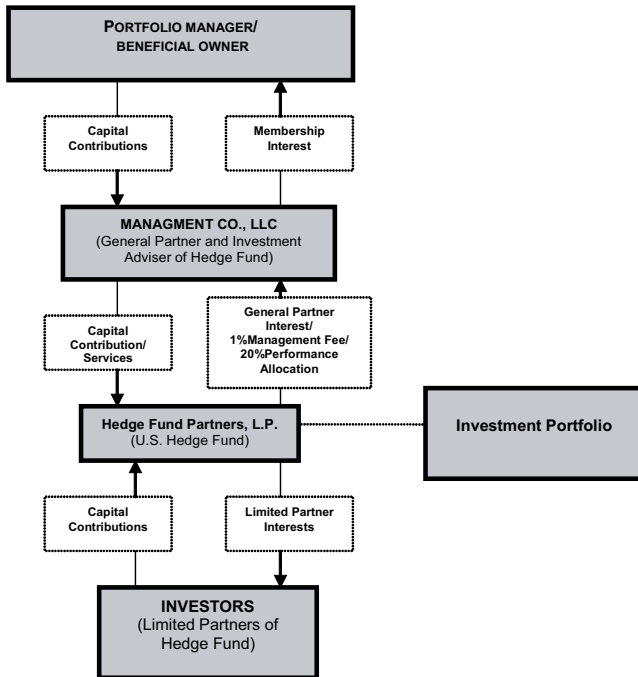 PORTFOLIO MANAGER/
BENEFICIAL OWNER
Capital
Contributions
Membership
Interest
MANAGMENT CO., LLC
(General Partner and Investment
Adviser of Hedge Fund)
Capital
Contribution/
Services
General Partner
Interest/
1%Management Fee/
20%Performance
Allocation
Hedge Fund Partners, L.P.
(U.S. Hedge Fund)
Investment Portfolio
Capital
Contributions
Limited Partner
Interests
INVESTORS
(Limited Partners of
Hedge Fund)